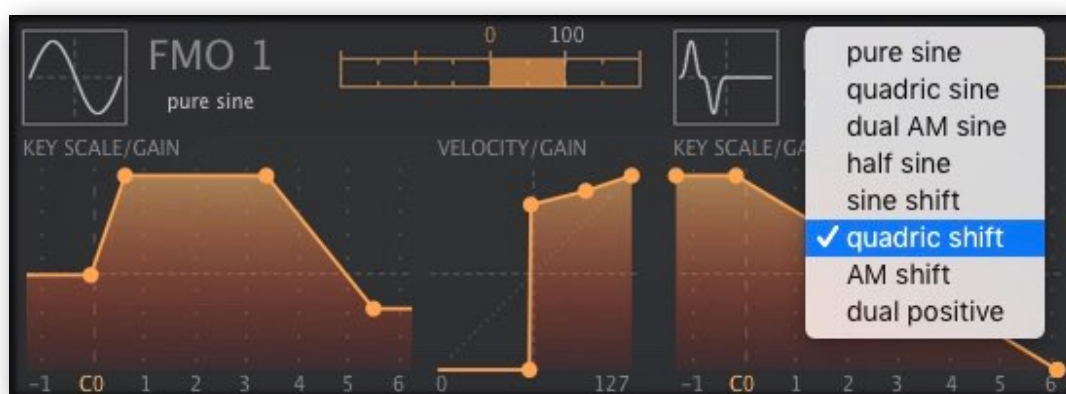 0 100
FMO 1
pure sine
KEY SCALE/GAIN
VELOCITY/GAIN
-1 C0 1 2 3 4 5 6
0 127
KEY SCALE/GA
-1 C0 1 2 3 4 5 6
pure sine
quadric sine
dual AM sine
half sine
sine shift
✓ quadric shift
AM shift
dual positive